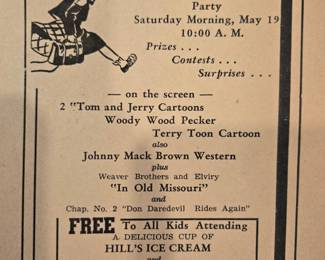 Party
Saturday Morning, May 19
10:00 A. M.
Prizes . . .
Contests . . .
Surprises . . .
— on the screen —
2 "Tom and Jerry Cartoons
Woody Wood Pecker
Terry Toon Cartoon
also
Johnny Mack Brown Western
plus
Weaver Brothers and Elviry
"In Old Missouri"
and
Chap. No. 2 "Don Daredevil Rides Again"
FREE To All Kids Attending
A DELICIOUS CUP OF
HILL'S ICE CREAM
and